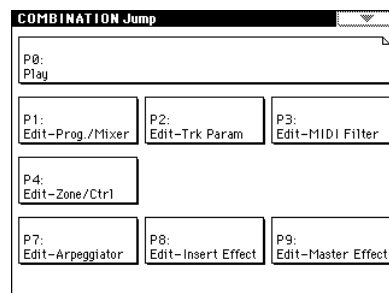 COMBINATION Jump
P0:
Play
P1:
Edit-Prog./Mixer
P2:
Edit-Trk Param
P3:
Edit-MIDI Filter
P4:
Edit-Zone/Ctrl
P7:
Edit-Arpeggiator
P8:
Edit-Insert Effect
P9:
Edit-Master Effect